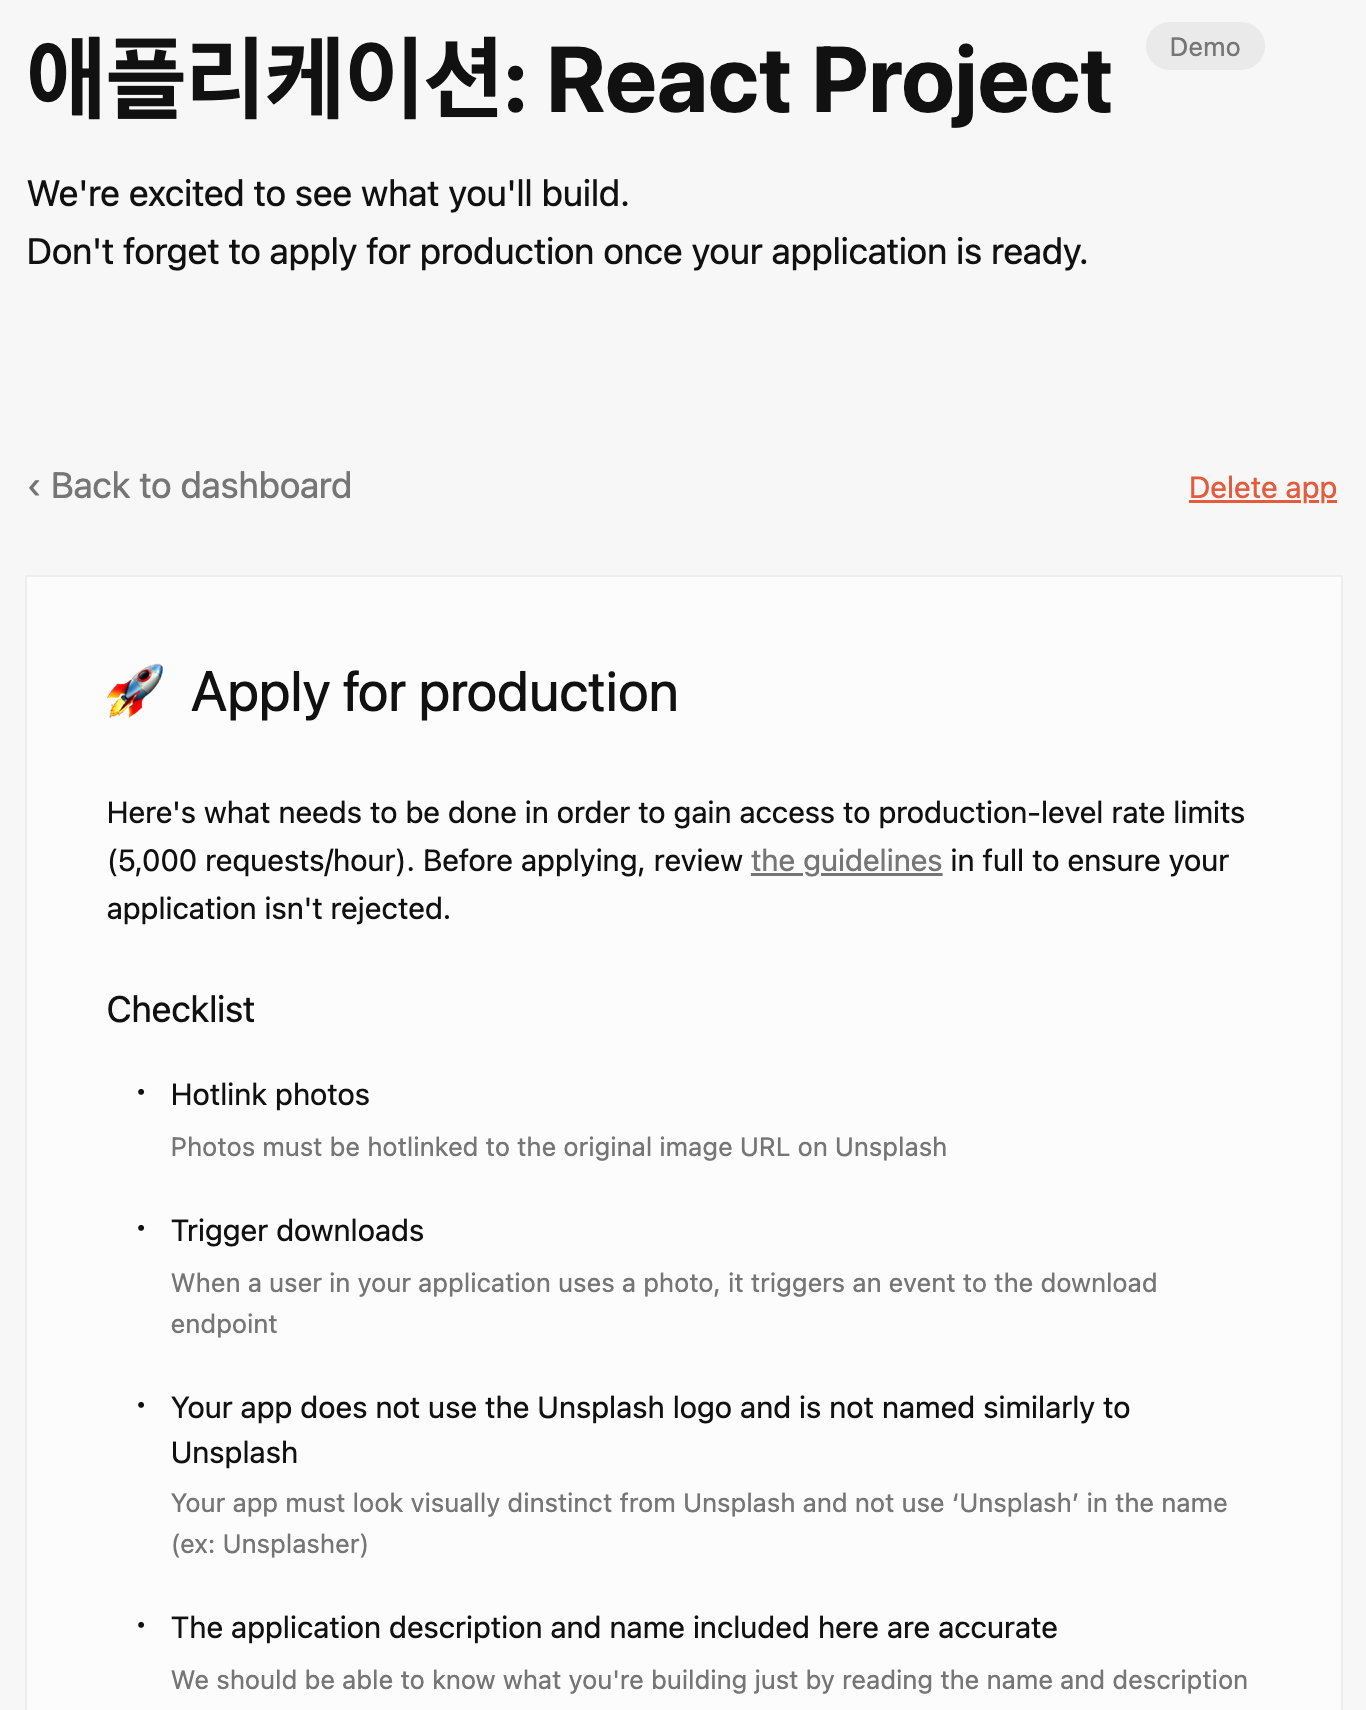 애플리케이션: React Project
Demo
We're excited to see what you'll build.
Don't forget to apply for production once your application is ready.
‹ Back to dashboard
Delete app
🚀 Apply for production
Here's what needs to be done in order to gain access to production-level rate limits
(5,000 requests/hour). Before applying, review the guidelines in full to ensure your
application isn't rejected.
Checklist
• Hotlink photos
Photos must be hotlinked to the original image URL on Unsplash
• Trigger downloads
When a user in your application uses a photo, it triggers an event to the download
endpoint
• Your app does not use the Unsplash logo and is not named similarly to
Unsplash
Your app must look visually dinstinct from Unsplash and not use ‘Unsplash’ in the name
(ex: Unsplasher)
• The application description and name included here are accurate
We should be able to know what you're building just by reading the name and description